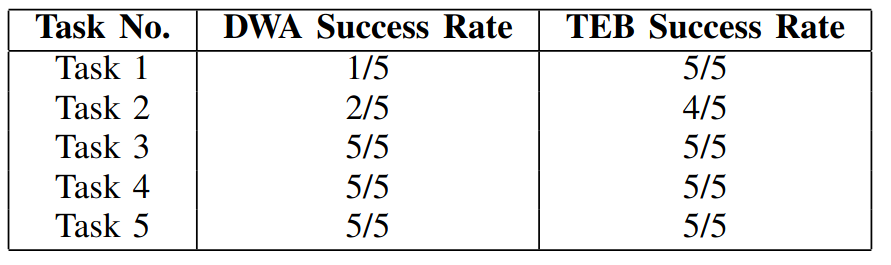 Task No. DWA Success Rate TEB Success Rate
Task 1 1/5 5/5
Task 2 2/5 4/5
Task 3 5/5 5/5
Task 4 5/5 5/5
Task 5 5/5 5/5